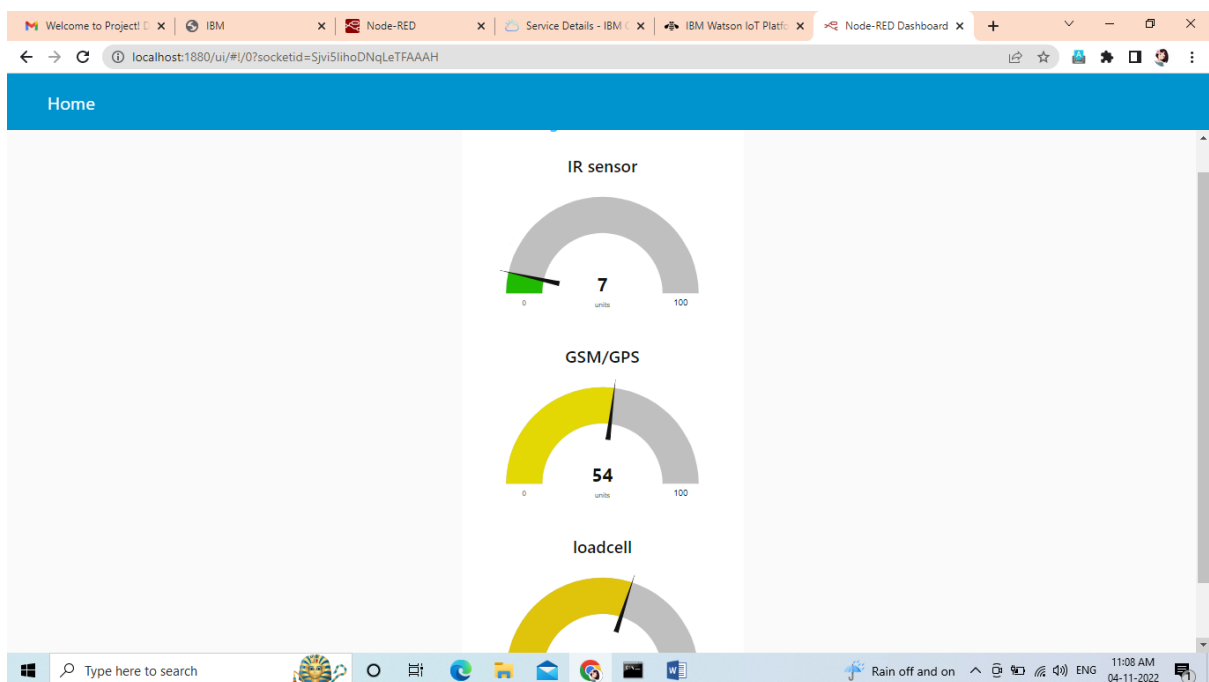 Welcome to Project! D
IBM
Node-RED
Service Details - IBM C
IBM Watson IoT Platfo
Node-RED Dashboard
localhost:1880/ui/#!/0?socketid=Sjvi5IihoDNqLeTFAAAH
Home
IR sensor
7
units
0
100
GSM/GPS
54
units
0
100
loadcell
Type here to search
Rain off and on
ENG
11:08 AM
04-11-2022